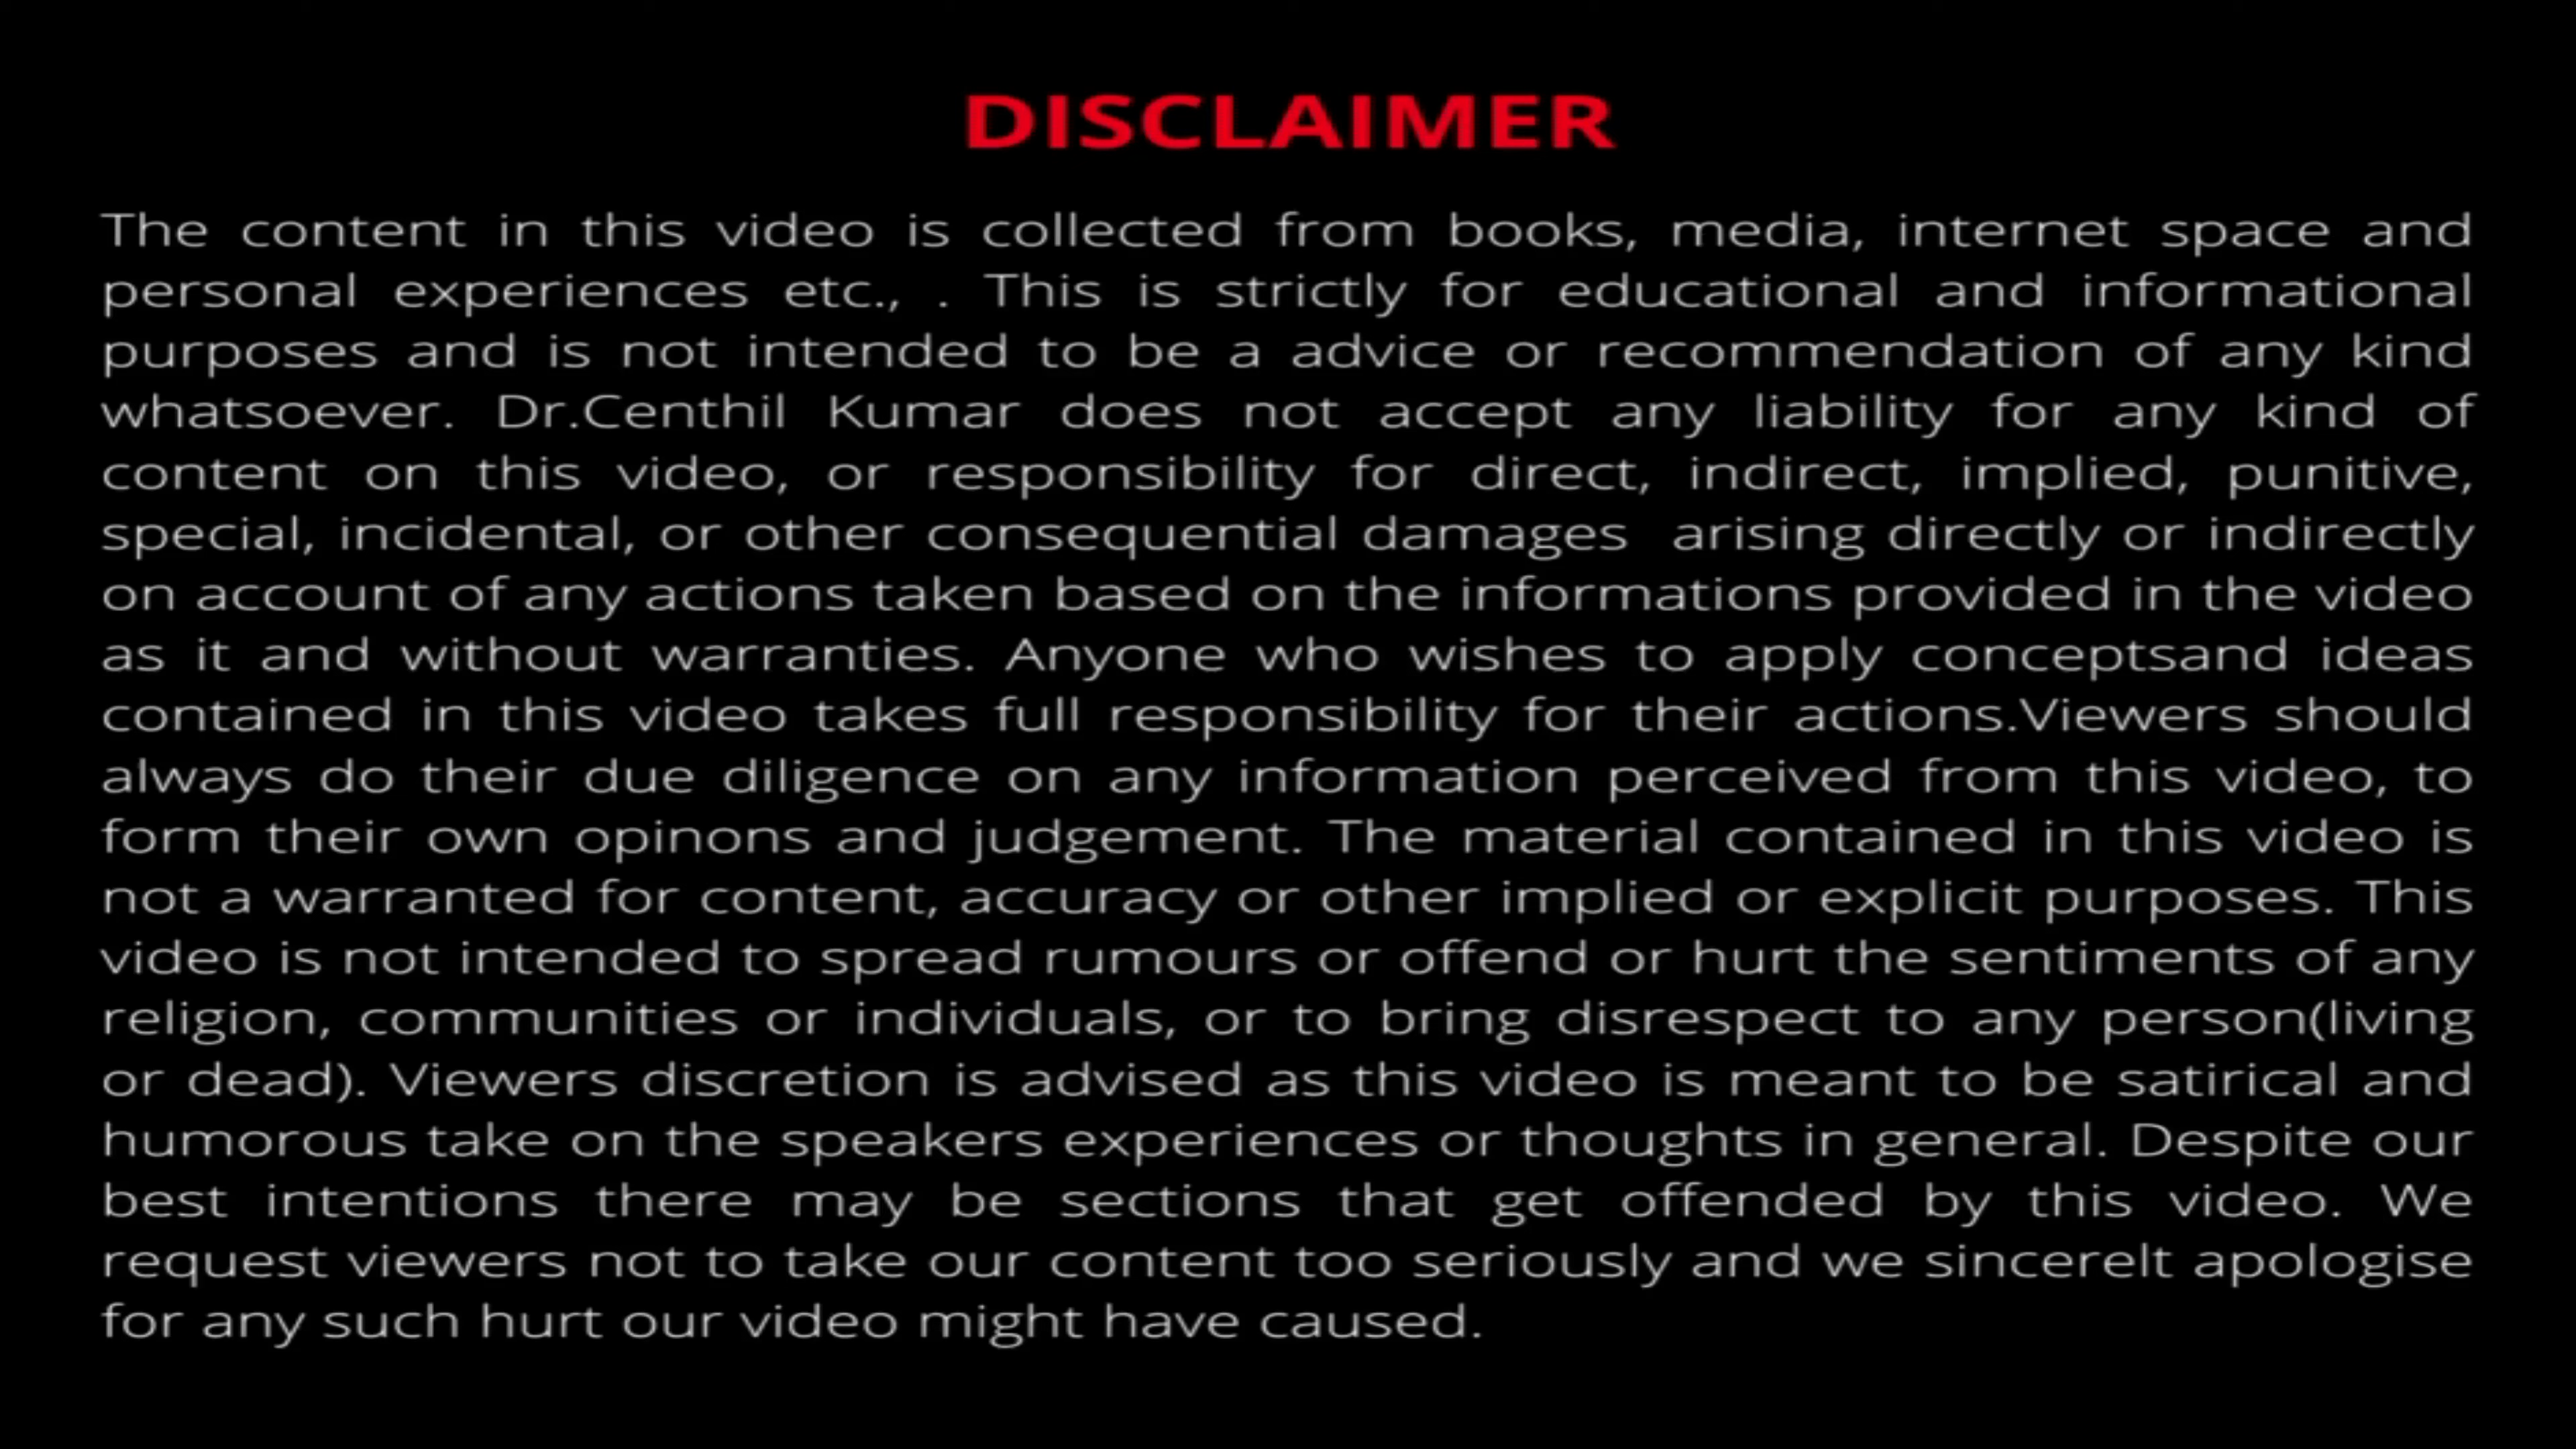 DISCLAIMER
The content in this video is collected from books, media, internet space and
personal experiences etc., . This is strictly for educational and informational
purposes and is not intended to be a advice or recommendation of any kind
whatsoever. Dr.Centhil Kumar does not accept any liability for any kind of
content on this video, or responsibility for direct, indirect, implied, punitive,
special, incidental, or other consequential damages arising directly or indirectly
on account of any actions taken based on the informations provided in the video
as it and without warranties. Anyone who wishes to apply conceptsand ideas
contained in this video takes full responsibility for their actions.Viewers should
always do their due diligence on any information perceived from this video, to
form their own opinons and judgement. The material contained in this video is
not a warranted for content, accuracy or other implied or explicit purposes. This
video is not intended to spread rumours or offend or hurt the sentiments of any
religion, communities or individuals, or to bring disrespect to any person(living
or dead). Viewers discretion is advised as this video is meant to be satirical and
humorous take on the speakers experiences or thoughts in general. Despite our
best intentions there may be sections that get offended by this video. We
request viewers not to take our content too seriously and we sincerelt apologise
for any such hurt our video might have caused.